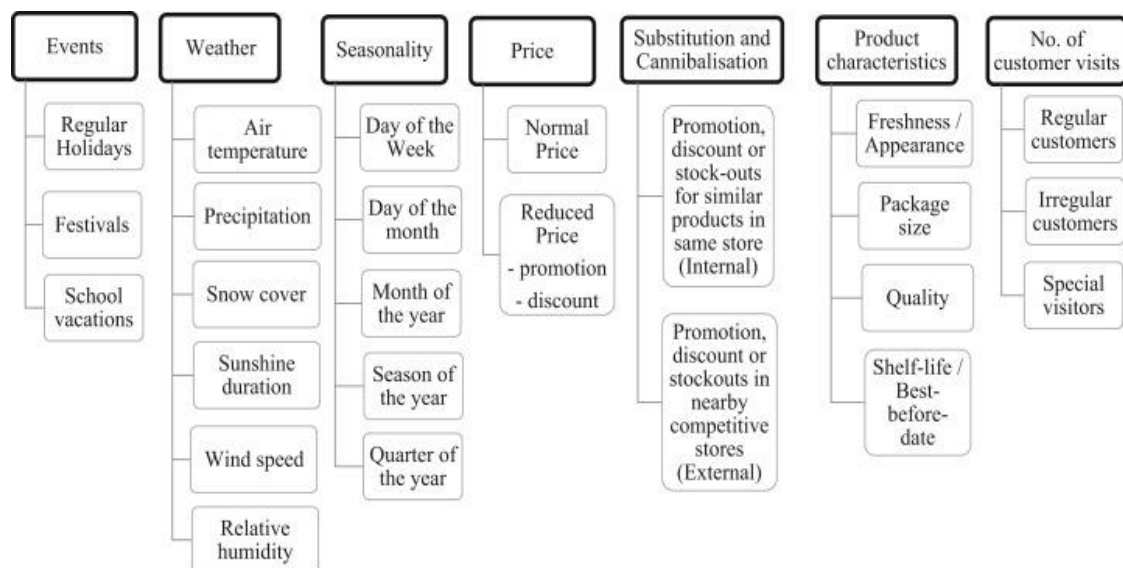 Events
Regular
Holidays
Festivals
School
vacations
Weather
Air
temperature
Precipitation
Snow cover
Sunshine
duration
Wind speed
Relative
humidity
Seasonality
Day of the
Week
Day of the
month
Month of
the year
Season of
the year
Quarter of
the year
Price
Normal
Price
Reduced
Price
- promotion
- discount
Substitution and
Cannibalisation
Promotion,
discount or
stock-outs
for similar
products in
same store
(Internal)
Promotion,
discount or
stockouts in
nearby
competitive
stores
(External)
Product
characteristics
Freshness /
Appearance
Package
size
Quality
Shelf-life /
Best-
before-
date
No. of
customer visits
Regular
customers
Irregular
customers
Special
visitors